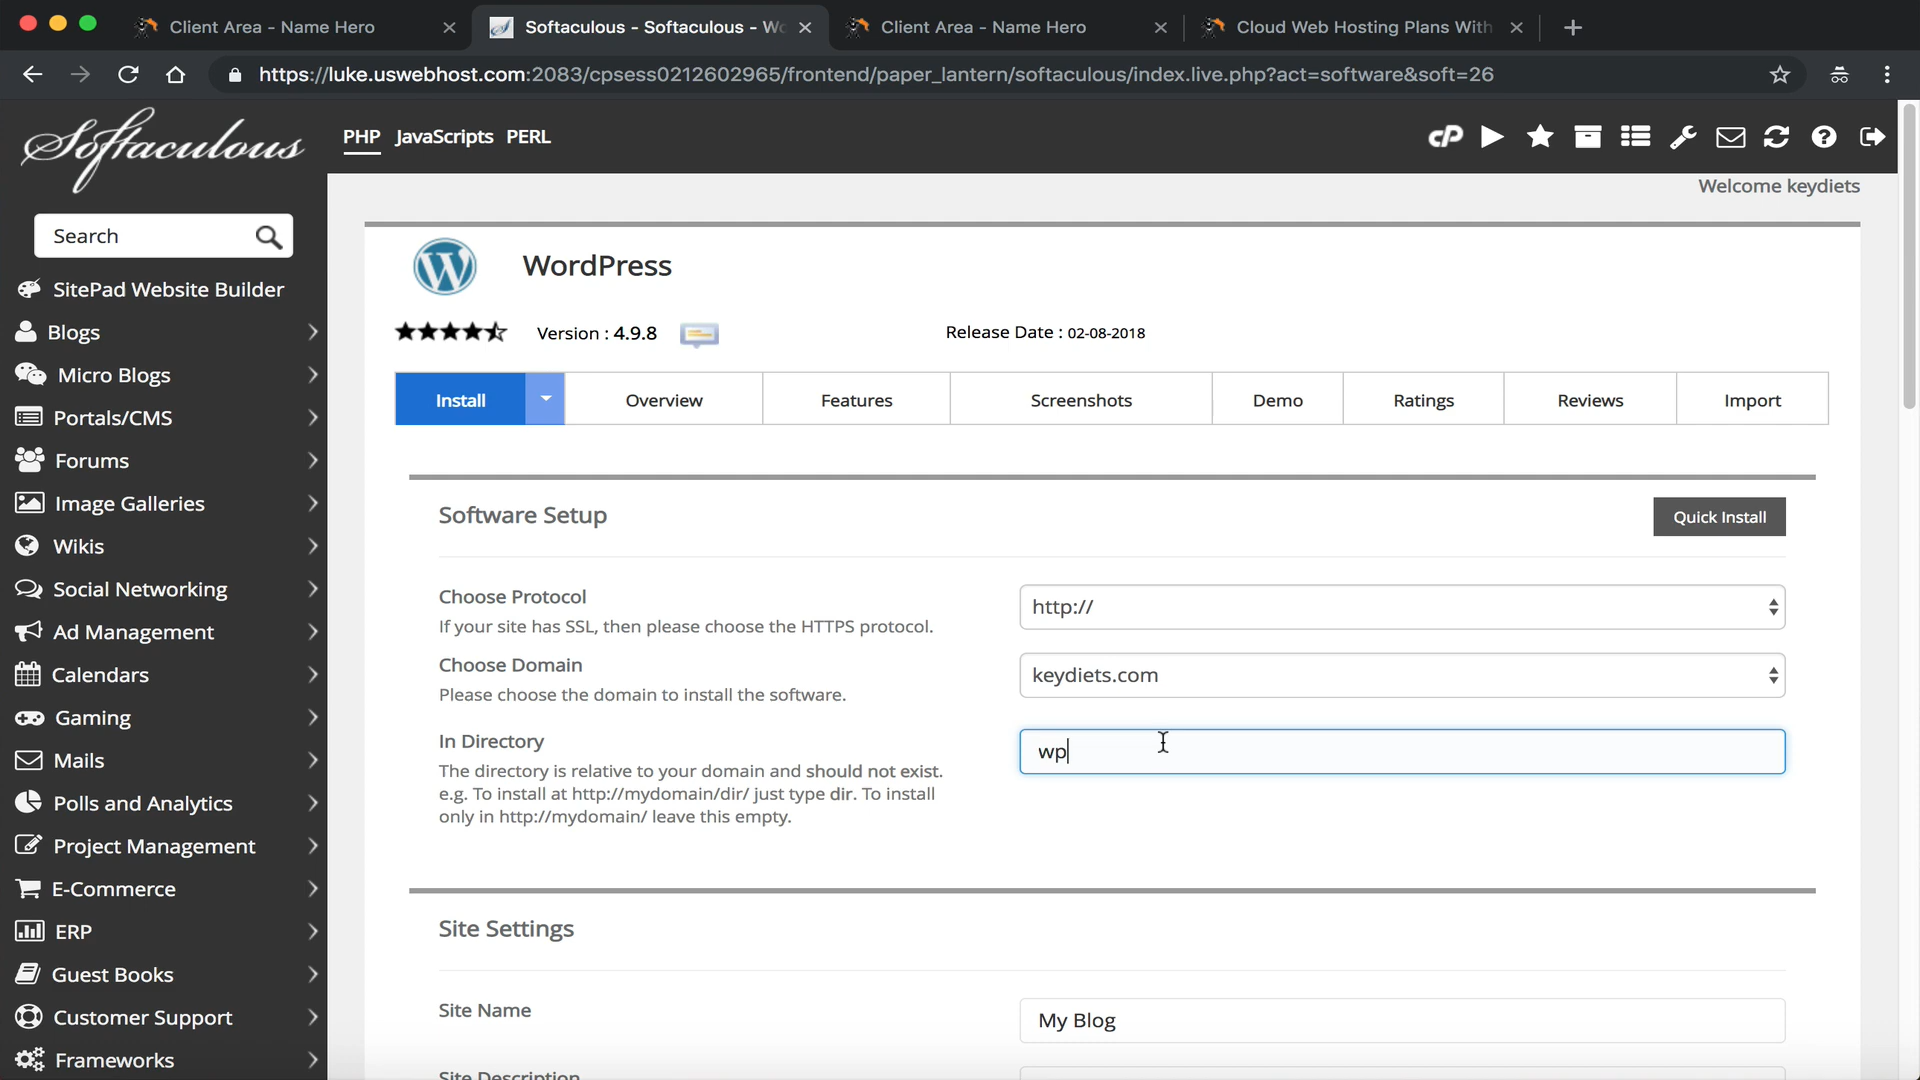 Client Area - Name Hero
Softaculous - Softaculous - Wo
Client Area - Name Hero
Cloud Web Hosting Plans With
https://luke.uswebhost.com:2083/cpsess0212602965/frontend/paper_lantern/softaculous/index.live.php?act=software&soft=26
Softaculous
PHP JavaScripts PERL
cP
Welcome keydiets
Search
SitePad Website Builder
Blogs
Micro Blogs
Portals/CMS
Forums
Image Galleries
Wikis
Social Networking
Ad Management
Calendars
Gaming
Mails
Polls and Analytics
Project Management
E-Commerce
ERP
Guest Books
Customer Support
Frameworks
WordPress
Version : 4.9.8
Release Date : 02-08-2018
Install
Overview
Features
Screenshots
Demo
Ratings
Reviews
Import
Software Setup
Quick Install
Choose Protocol
If your site has SSL, then please choose the HTTPS protocol.
http://
Choose Domain
Please choose the domain to install the software.
keydiets.com
In Directory
The directory is relative to your domain and should not exist.
e.g. To install at http://mydomain/dir/ just type dir. To install
only in http://mydomain/ leave this empty.
wp
Site Settings
Site Name
My Blog
Site Description